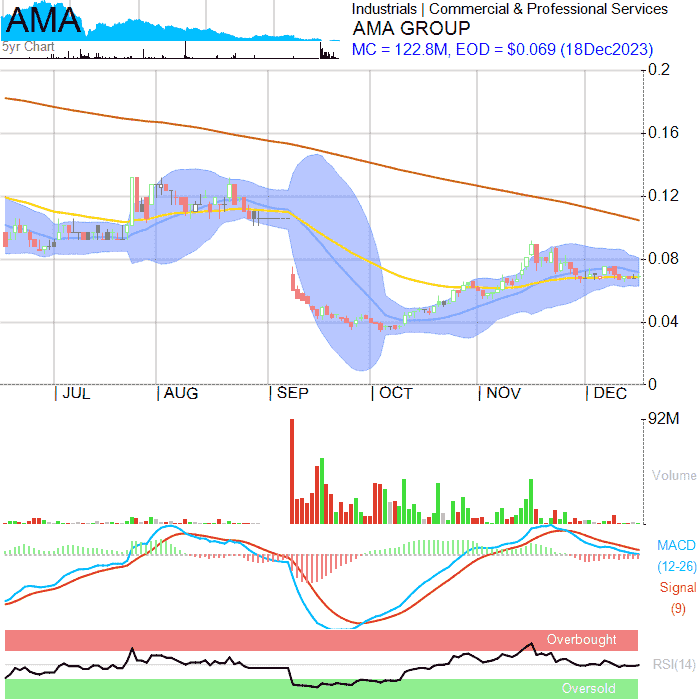 AMA
5yr Chart
Industrials | Commercial & Professional Services
AMA GROUP
MC = 122.8M, EOD = $0.069 (18Dec2023)
0.2
0.16
0.12
0.08
0.04
0
| JUL
| AUG
| SEP
| OCT
| NOV
| DEC
92M
Volume
MACD
(12-26)
Signal
(9)
Overbought
RSI(14)
Oversold